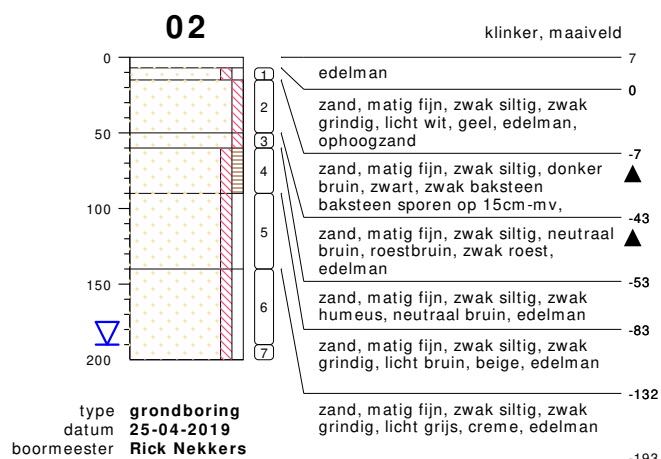 02
klinker, maaiveld
0
7
1
edelman
0
2
zand, matig fijn, zwak siltig, zwak
grindig, licht wit, geel, edelman,
ophoogzand
50
-7
3
zand, matig fijn, zwak siltig, donker
bruin, zwart, zwak baksteen
baksteen sporen op 15cm-mv,
4
100
-43
5
zand, matig fijn, zwak siltig, neutraal
bruin, roestbruin, zwak roest,
edelman
150
-53
6
zand, matig fijn, zwak siltig, zwak
humeus, neutraal bruin, edelman
-83
200
7
zand, matig fijn, zwak siltig, zwak
grindig, licht bruin, beige, edelman
-132
zand, matig fijn, zwak siltig, zwak
grindig, licht grijs, creme, edelman
-193
type grondboring
datum 25-04-2019
boormeester Rick Nekkers